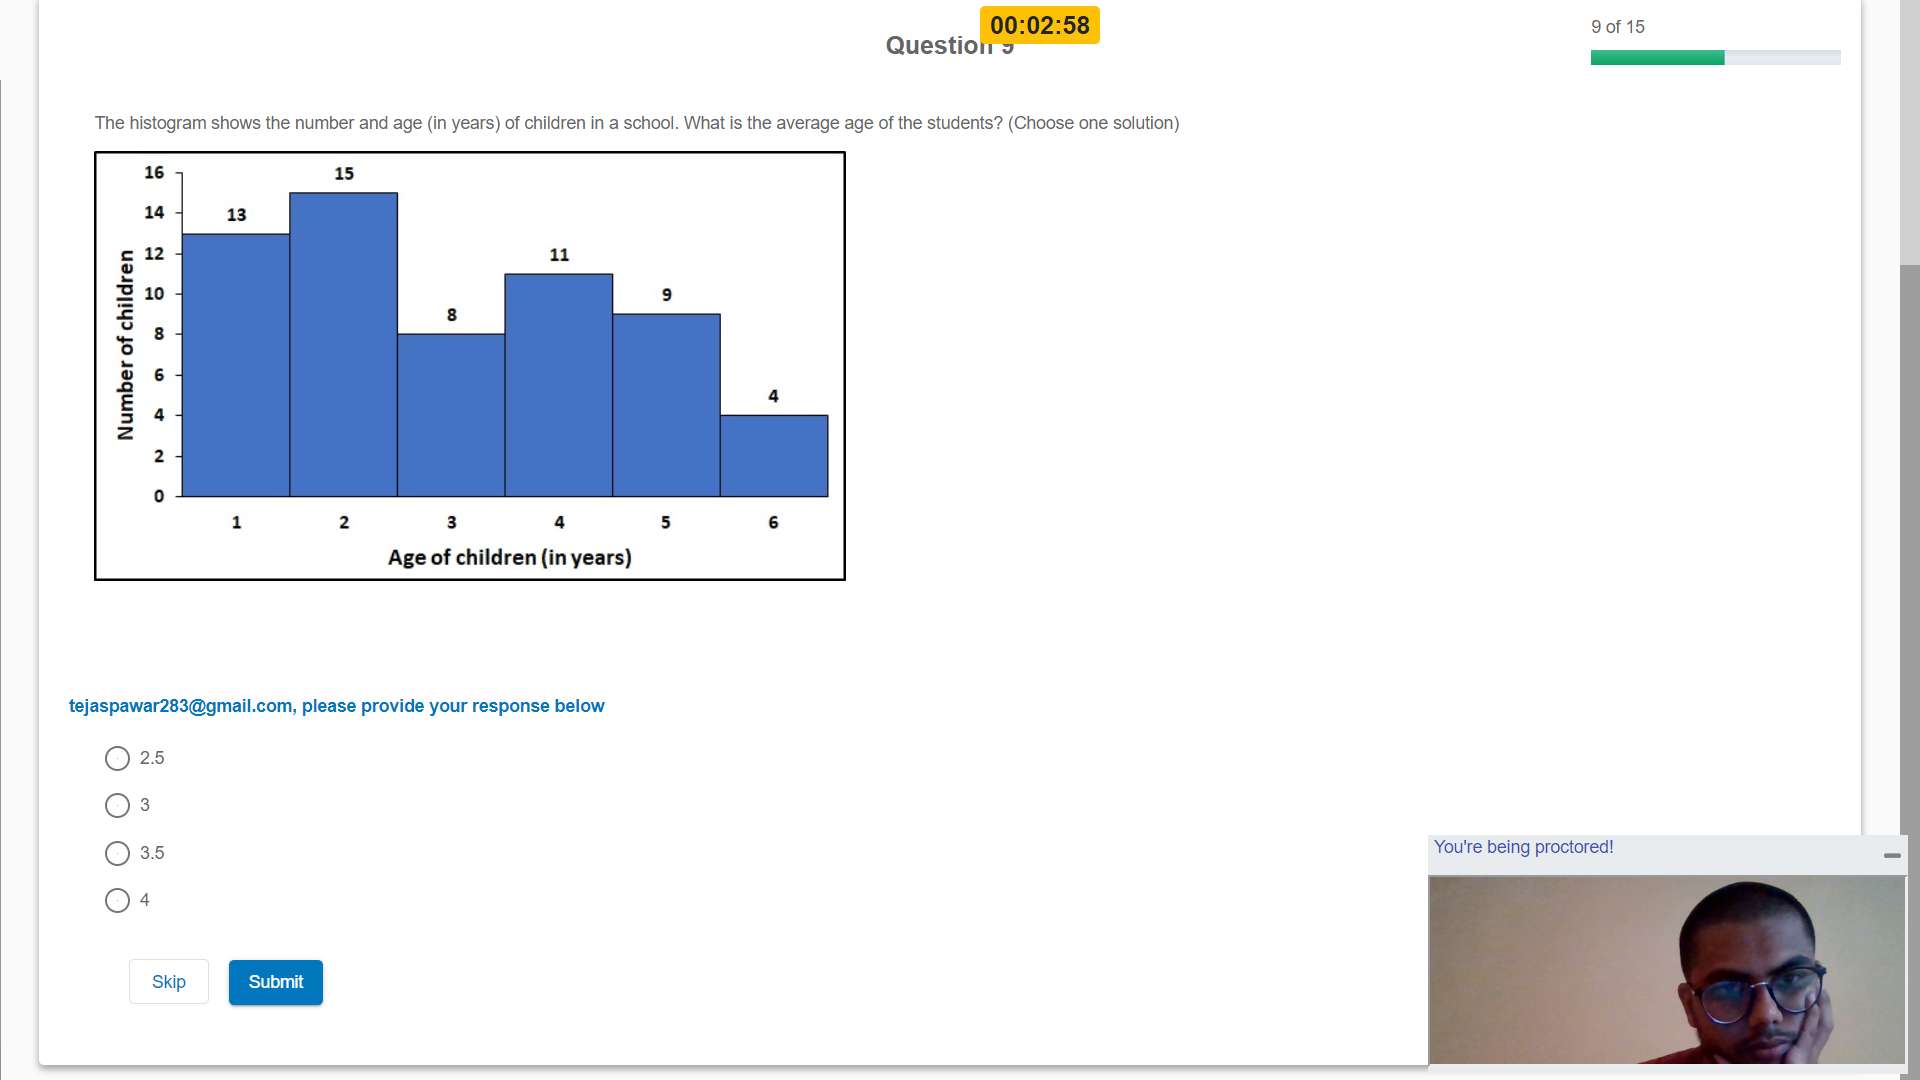 00:02:58
Question 9
9 of 15
The histogram shows the number and age (in years) of children in a school. What is the average age of the students? (Choose one solution)
16
14
12
10
8
6
4
2
0
13
15
8
11
9
4
Number of children
1 2 3 4 5 6
Age of children (in years)
tejaspawar283@gmail.com, please provide your response below
2.5
3
3.5
4
Skip Submit
You're being proctored!